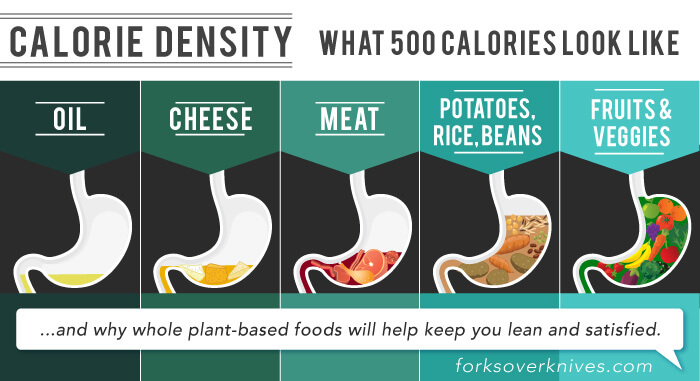 CALORIE DENSITY
WHAT 500 CALORIES LOOK LIKE
OIL
CHEESE
MEAT
POTATOES,
RICE, BEANS
FRUITS &
VEGGIES
...and why whole plant-based foods will help keep you lean and satisfied.
forksoverknives.com